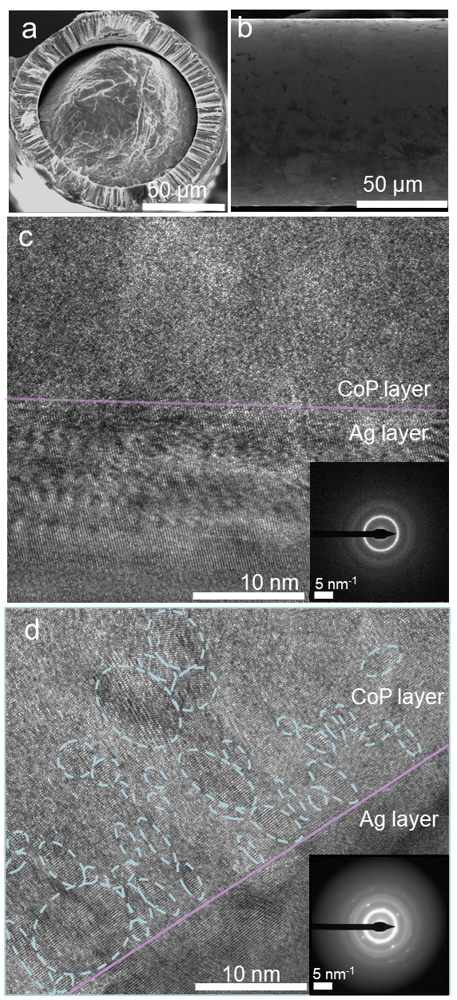 a
50 μm
b
50 μm
c
CoP layer
Ag layer
10 nm
5 nm-1
d
CoP layer
Ag layer
10 nm
5 nm-1